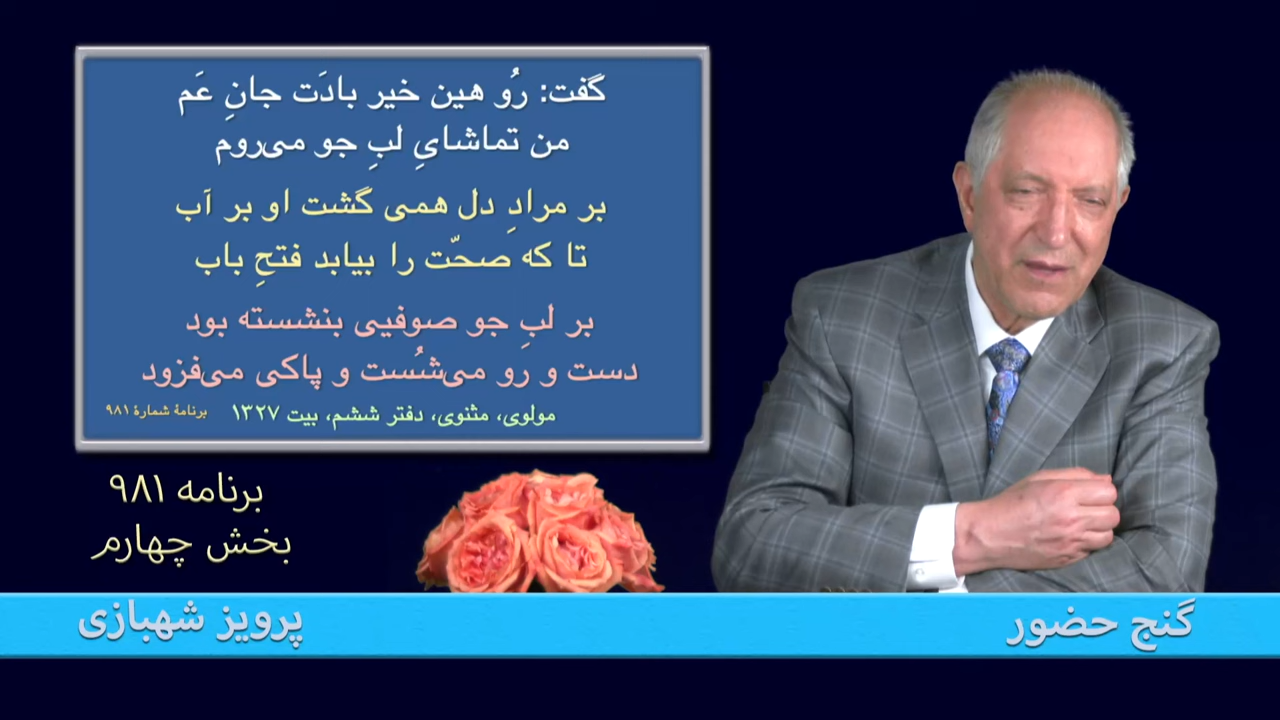 گفت: رُو هین خیر بادَت جانِ عَم
من تماشایِ لبِ جو می‌روم
بر مرادِ دل همی گشت او بر آب
تا که صحّت را بیابد فتحِ باب
بر لبِ جو صوفیی بنشسته بود
دست و رو می‌شُست و پاکی می‌فزود
مولوی، مثنوی، دفتر ششم، بیت ۱۳۲۷ برنامهٔ شمارهٔ ۹۸۱
برنامه ۹۸۱
بخش چهارم
گنج حضور
پرویز شهبازی